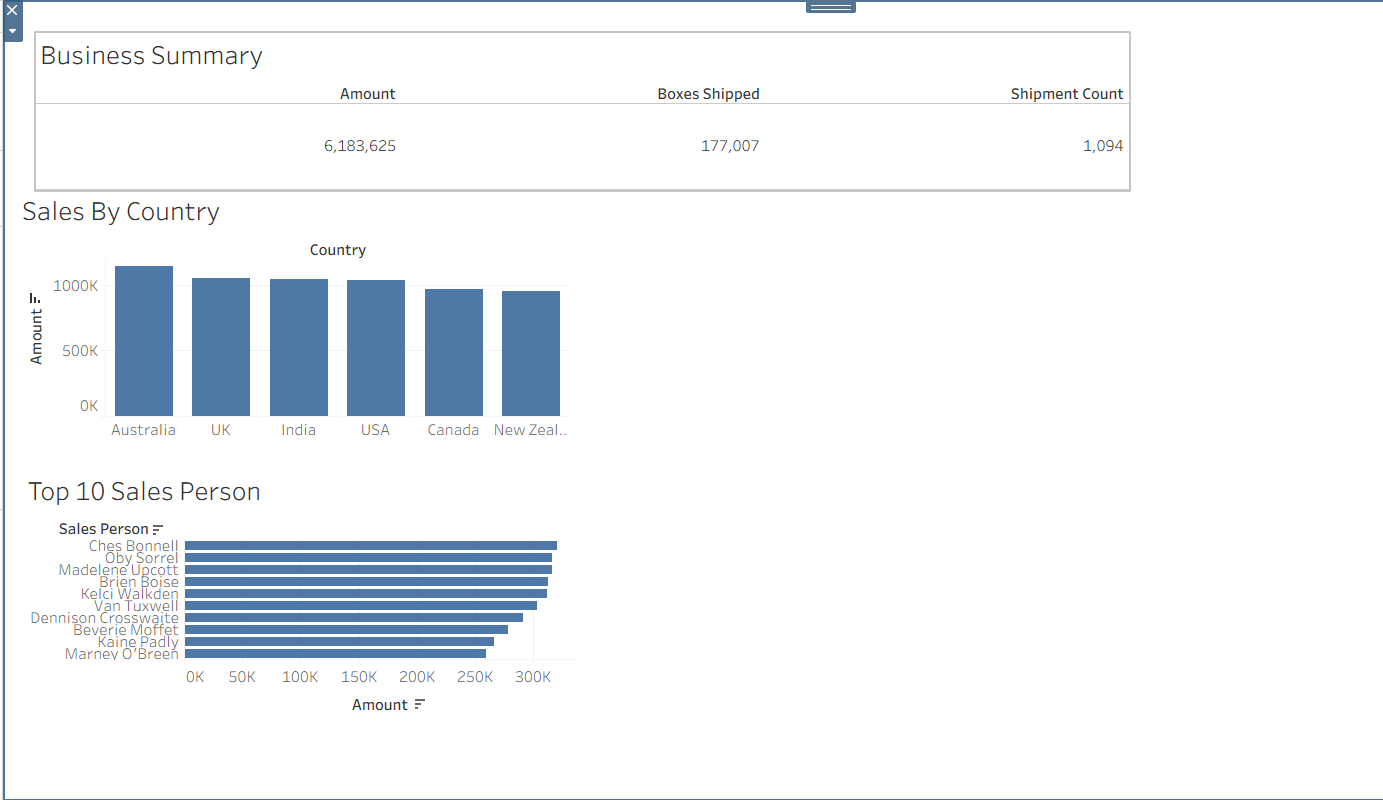 Business Summary
Amount Boxes Shipped Shipment Count
6,183,625 177,007 1,094
Sales By Country
Country
1000K
500K
0K
Amount
Australia UK India USA Canada New Zeal..
Top 10 Sales Person
Sales Person
Ches Bonnell
Oby Sorrel
Madelene Upcott
Brien Boise
Kelci Walkden
Van Tuxwell
Dennison Crosswaite
Beverie Moffet
Kaine Padly
Marney O'Breen
0K 50K 100K 150K 200K 250K 300K
Amount